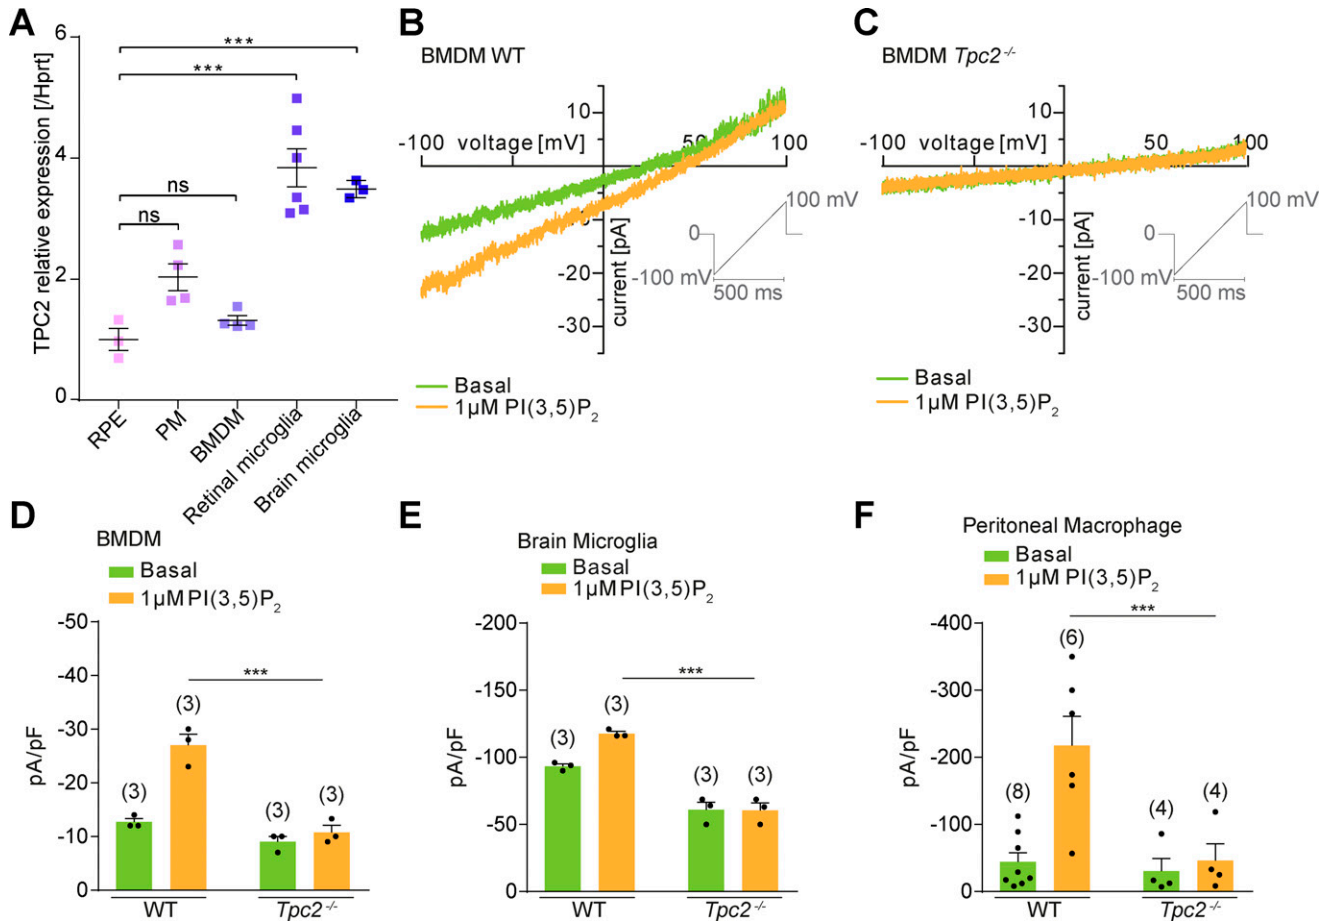 A
TPC2 relative expression [/Hprt]
6
4
2
0
***
***
ns
ns
RPE
PM
BMDM
Retinal microglia
Brain microglia
B
BMDM WT
-100
voltage [mV]
50
100
10
-10
-20
-30
current [pA]
100 mV
0
-100 mV
500 ms
Basal
1µM PI(3,5)P₂
C
BMDM Tpc2⁻/⁻
-100
voltage [mV]
50
100
10
-10
-20
-30
current [pA]
100 mV
0
-100 mV
500 ms
Basal
1µM PI(3,5)P₂
D
BMDM
Basal
1µM PI(3,5)P₂
pA/pF
-50
-40
-30
-20
-10
0
***
(3)
(3)
(3)
(3)
WT
Tpc2⁻/⁻
E
Brain Microglia
Basal
1µM PI(3,5)P₂
pA/pF
-200
-150
-100
-50
0
***
(3)
(3)
(3)
(3)
WT
Tpc2⁻/⁻
F
Peritoneal Macrophage
Basal
1µM PI(3,5)P₂
pA/pF
-400
-300
-200
-100
0
***
(8)
(6)
(4)
(4)
WT
Tpc2⁻/⁻